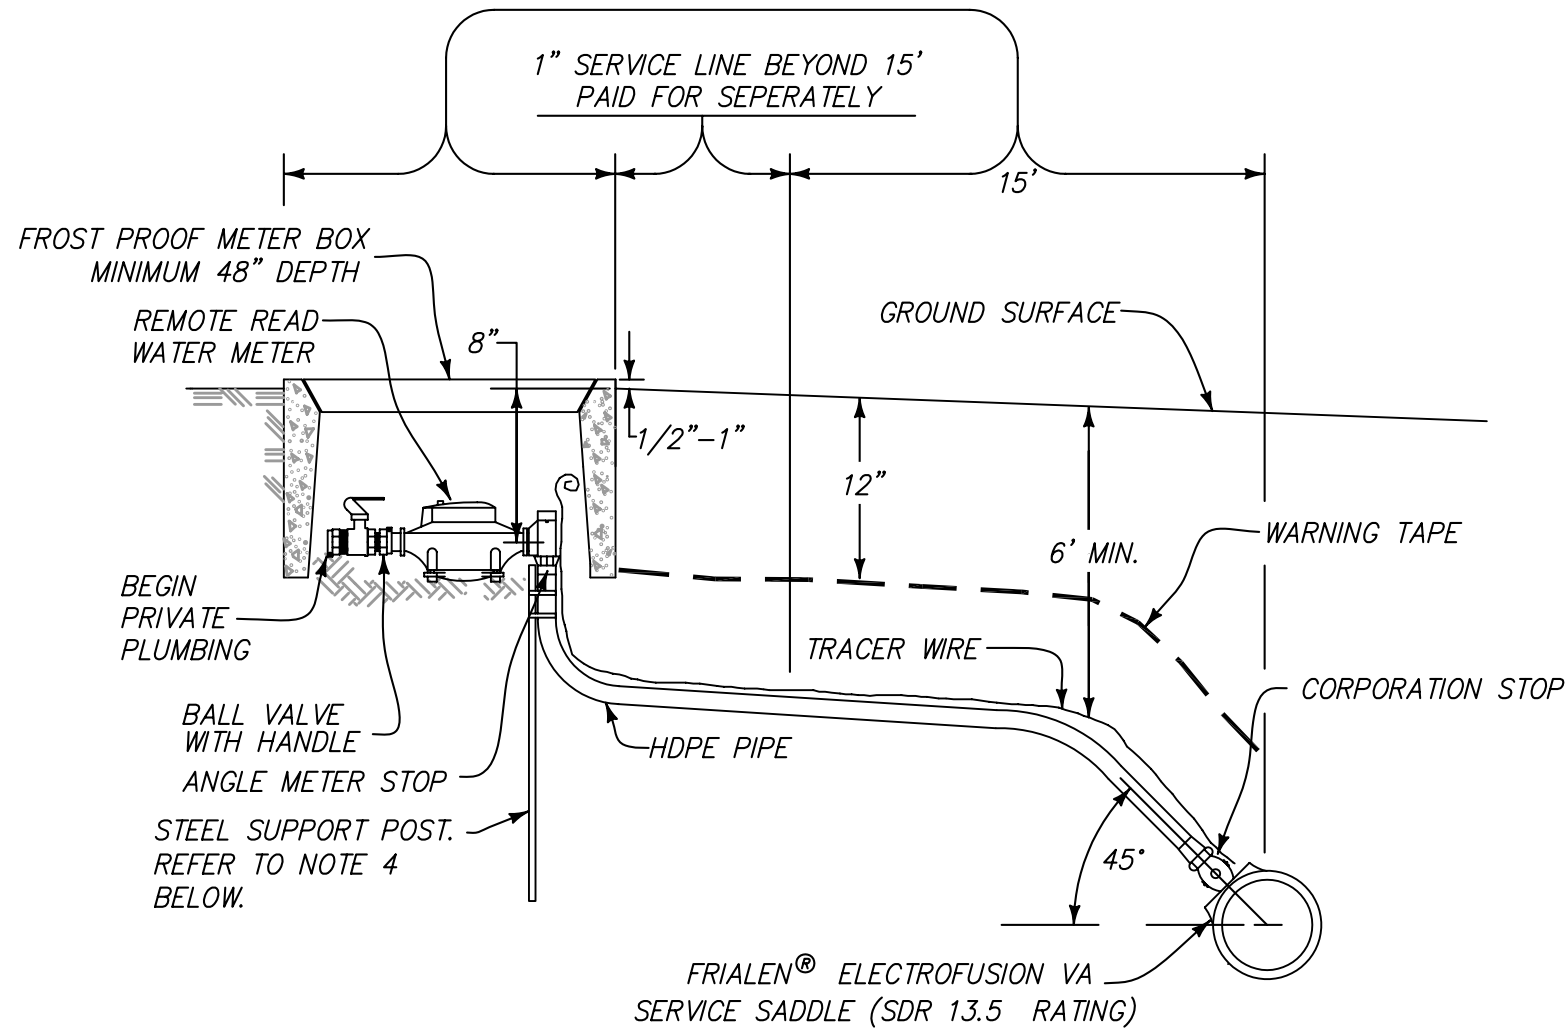 1” SERVICE LINE BEYOND 15’
PAID FOR SEPERATELY
15’
FROST PROOF METER BOX
MINIMUM 48” DEPTH
REMOTE READ
WATER METER
8”
GROUND SURFACE
1/2”-1”
12”
6’ MIN.
WARNING TAPE
BEGIN
PRIVATE
PLUMBING
TRACER WIRE
CORPORATION STOP
BALL VALVE
WITH HANDLE
HDPE PIPE
ANGLE METER STOP
STEEL SUPPORT POST.
REFER TO NOTE 4
BELOW.
45°
FRIALEN® ELECTROFUSION VA
SERVICE SADDLE (SDR 13.5 RATING)